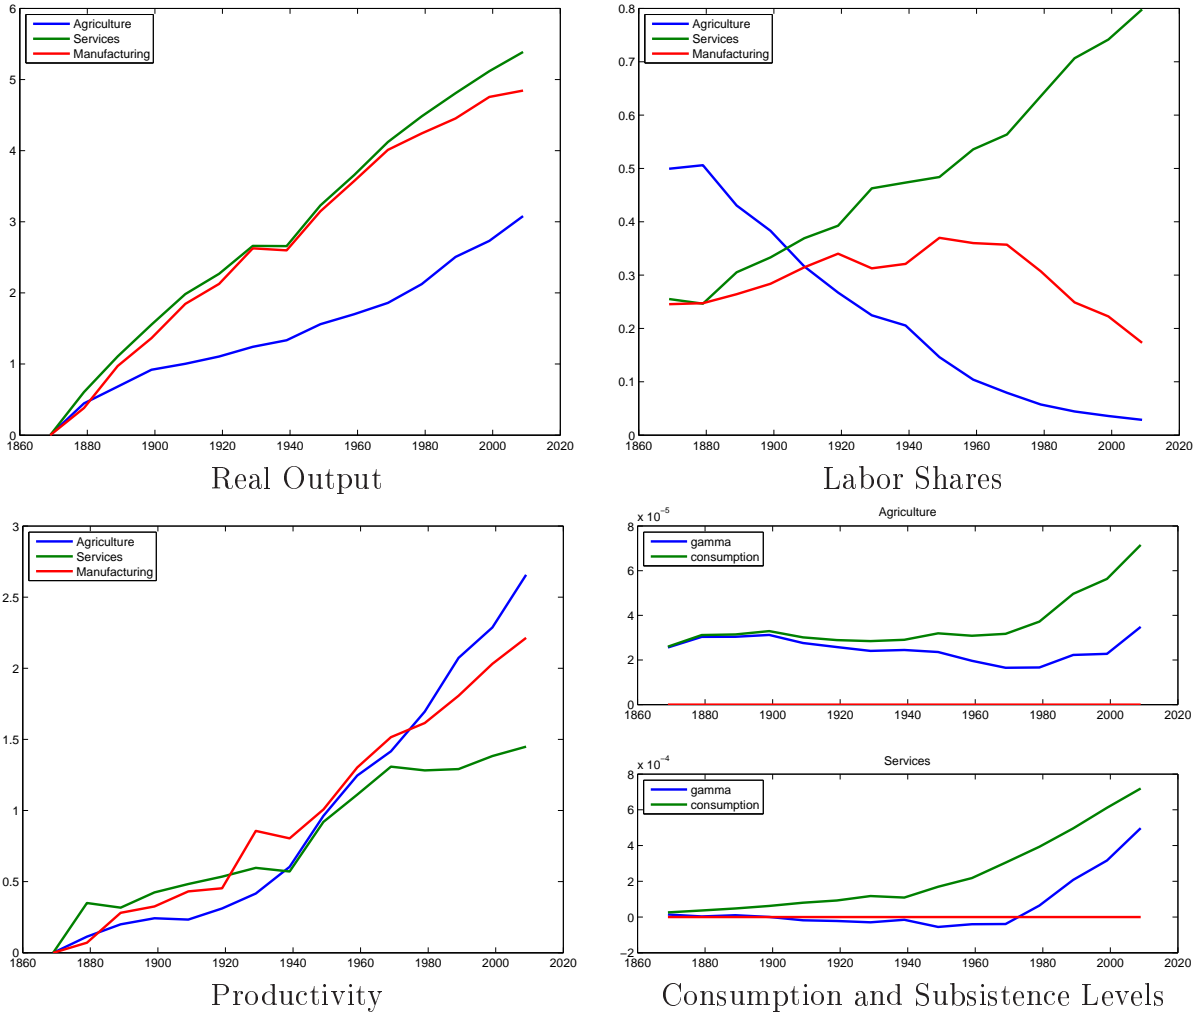 Agriculture
Services
Manufacturing
6
5
4
3
2
1
0
1860 1880 1900 1920 1940 1960 1980 2000 2020
Real Output
Agriculture
Services
Manufacturing
0.8
0.7
0.6
0.5
0.4
0.3
0.2
0.1
0
1860 1880 1900 1920 1940 1960 1980 2000 2020
Labor Shares
Agriculture
Services
Manufacturing
3
2.5
2
1.5
1
0.5
0
1860 1880 1900 1920 1940 1960 1980 2000 2020
Productivity
Agriculture
x 10⁻⁵
gamma
consumption
8
6
4
2
0
1860 1880 1900 1920 1940 1960 1980 2000 2020
Services
x 10⁻⁴
gamma
consumption
8
6
4
2
0
−2
1860 1880 1900 1920 1940 1960 1980 2000 2020
Consumption and Subsistence Levels